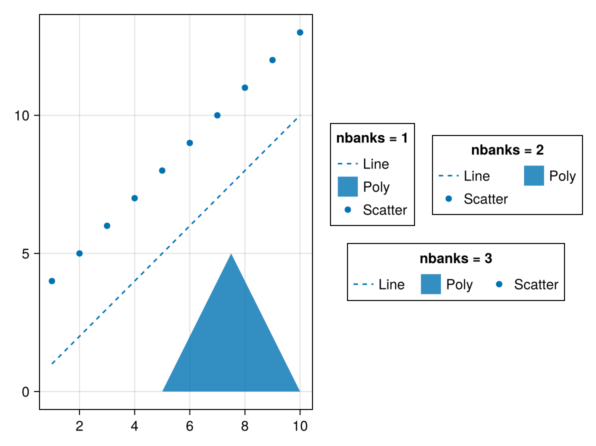 10
5
0
2 4 6 8 10
nbanks = 1
Line
Poly
Scatter
nbanks = 2
Line Poly
Scatter
nbanks = 3
Line Poly Scatter